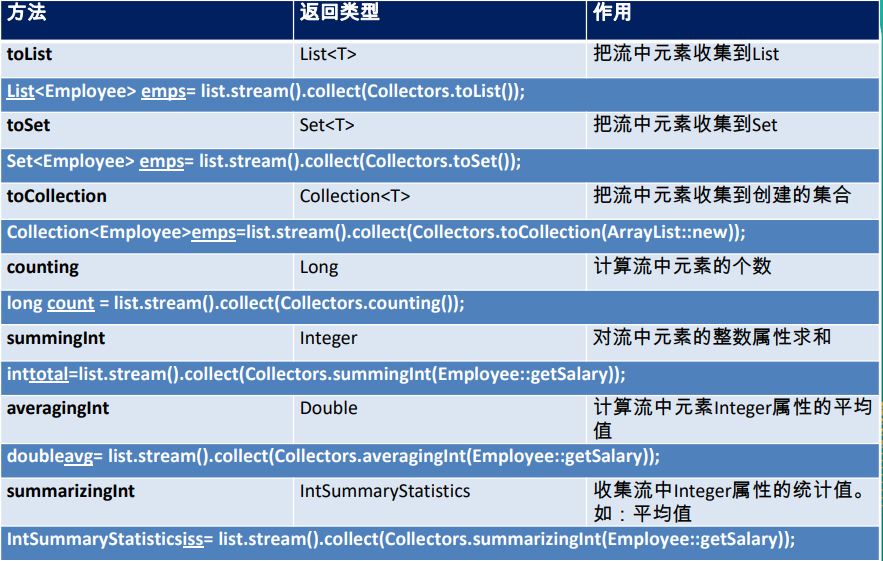 方法 返回类型 作用
toList List<T> 把流中元素收集到List
List<Employee> emps= list.stream().collect(Collectors.toList());
toSet Set<T> 把流中元素收集到Set
Set<Employee> emps= list.stream().collect(Collectors.toSet());
toCollection Collection<T> 把流中元素收集到创建的集合
Collection<Employee>emps=list.stream().collect(Collectors.toCollection(ArrayList::new));
counting Long 计算流中元素的个数
long count = list.stream().collect(Collectors.counting());
summingInt Integer 对流中元素的整数属性求和
inttotal=list.stream().collect(Collectors.summingInt(Employee::getSalary));
averagingInt Double 计算流中元素Integer属性的平均
值
doubleavg= list.stream().collect(Collectors.averagingInt(Employee::getSalary));
summarizingInt IntSummaryStatistics 收集流中Integer属性的统计值。
如：平均值
IntSummaryStatisticsiss= list.stream().collect(Collectors.summarizingInt(Employee::getSalary));